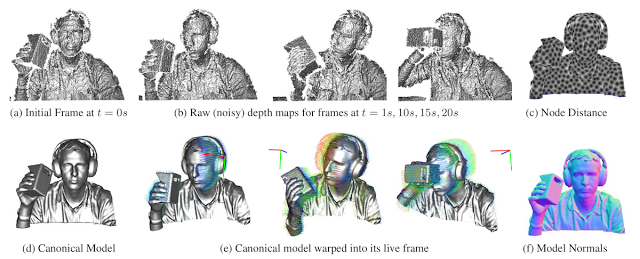 (a) Initial Frame at t = 0s
(b) Raw (noisy) depth maps for frames at t = 1s, 10s, 15s, 20s
(c) Node Distance
(d) Canonical Model
(e) Canonical model warped into its live frame
(f) Model Normals